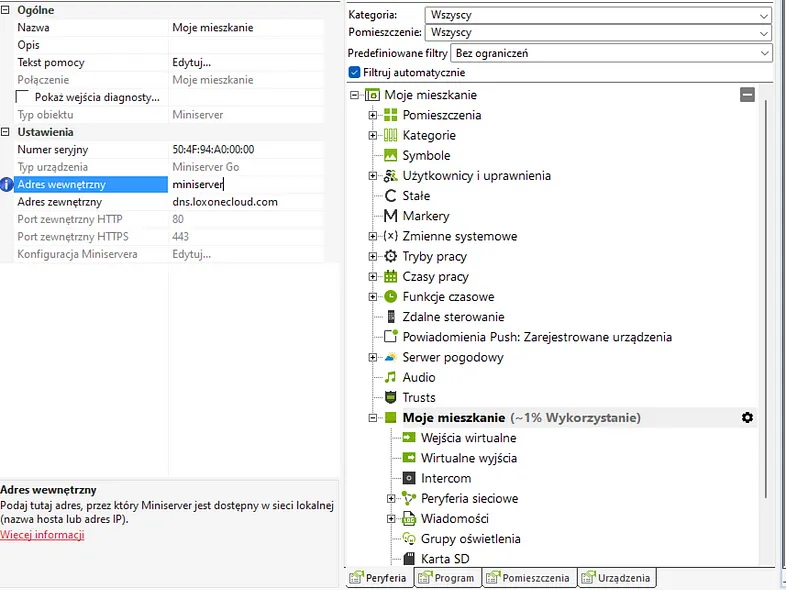 Ogólne
Nazwa Moje mieszkanie
Opis
Tekst pomocy Edytuj...
Połączenie Moje mieszkanie
Pokaż wejścia diagnosty...
Typ obiektu Miniserver
Ustawienia
Numer seryjny 50:4F:94:A0:00:00
Typ urządzenia Miniserver Go
Adres wewnętrzny miniserver
Adres zewnętrzny dns.loxonecloud.com
Port zewnętrzny HTTP 80
Port zewnętrzny HTTPS 443
Konfiguracja Miniservera Edytuj...
Adres wewnętrzny
Podaj tutaj adres, przez który Miniserver jest dostępny w sieci lokalnej
(nazwa hosta lub adres IP).
Więcej informacji
Kategoria: Wszyscy
Pomieszczenie: Wszyscy
Predefiniowane filtry Bez ograniczeń
Filtruj automatycznie
Moje mieszkanie
Pomieszczenia
Kategorie
Symbole
Użytkownicy i uprawnienia
Stałe
Markery
Zmienne systemowe
Tryby pracy
Czasy pracy
Funkcje czasowe
Zdalne sterowanie
Powiadomienia Push: Zarejestrowane urządzenia
Serwer pogodowy
Audio
Trusts
Moje mieszkanie (~1% Wykorzystanie)
Wejścia wirtualne
Wirtualne wyjścia
Intercom
Peryferia sieciowe
Wiadomości
Grupy oświetlenia
Karta SD
Peryferia Program Pomieszczenia Urządzenia